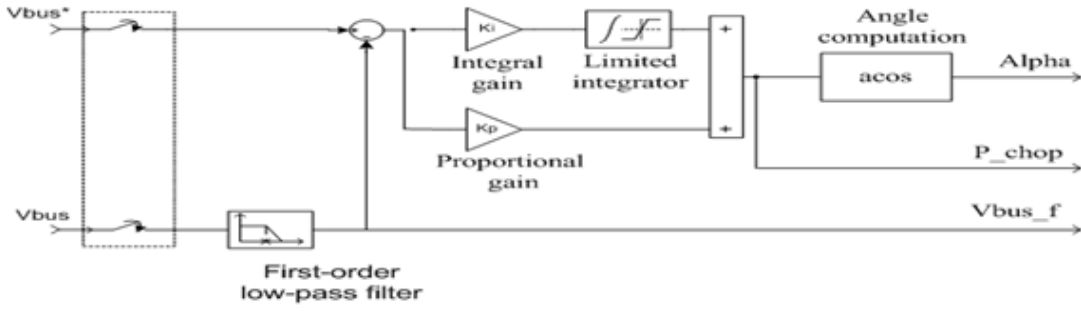 Vbus*
Ki
Integral
gain
Limited
integrator
+
Angle
computation
acos
Alpha
Kp
Proportional
gain
+
P_chop
Vbus
Vbus_f
First-order
low-pass filter